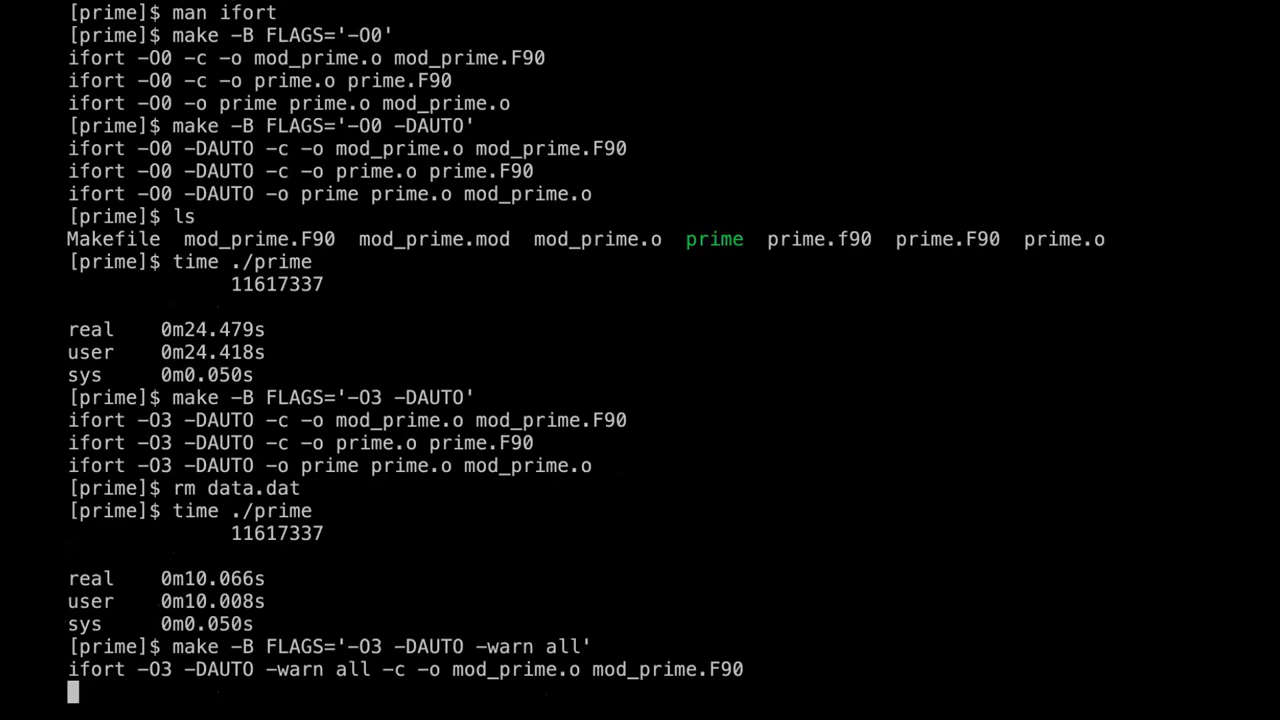 [prime]$ man ifort
[prime]$ make -B FLAGS='-O0'
ifort -O0 -c -o mod_prime.o mod_prime.F90
ifort -O0 -c -o prime.o prime.F90
ifort -O0 -o prime prime.o mod_prime.o
[prime]$ make -B FLAGS='-O0 -DAUTO'
ifort -O0 -DAUTO -c -o mod_prime.o mod_prime.F90
ifort -O0 -DAUTO -c -o prime.o prime.F90
ifort -O0 -DAUTO -o prime prime.o mod_prime.o
[prime]$ ls
Makefile  mod_prime.F90  mod_prime.mod  mod_prime.o  prime  prime.f90  prime.F90  prime.o
[prime]$ time ./prime
11617337
real    0m24.479s
user    0m24.418s
sys     0m0.050s
[prime]$ make -B FLAGS='-O3 -DAUTO'
ifort -O3 -DAUTO -c -o mod_prime.o mod_prime.F90
ifort -O3 -DAUTO -c -o prime.o prime.F90
ifort -O3 -DAUTO -o prime prime.o mod_prime.o
[prime]$ rm data.dat
[prime]$ time ./prime
11617337
real    0m10.066s
user    0m10.008s
sys     0m0.050s
[prime]$ make -B FLAGS='-O3 -DAUTO -warn all'
ifort -O3 -DAUTO -warn all -c -o mod_prime.o mod_prime.F90